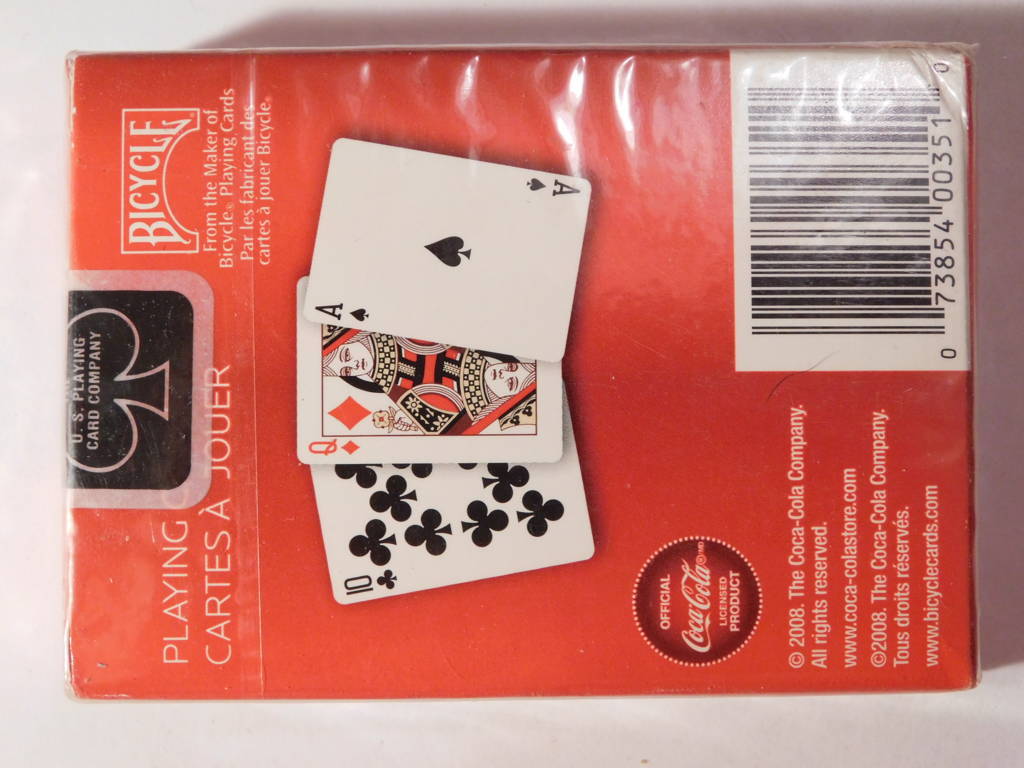 U. S. PLAYING
CARD COMPANY
PLAYING
CARTES À JOUER
BICYCLE®
From the Maker of
Bicycle® Playing Cards
Par les fabricant des
cartes à jouer Bicycle®
10
Q
A
A
OFFICIAL
Coca-Cola®/MD
LICENSED
PRODUCT
© 2008. The Coca-Cola Company.
All rights reserved.
www.coca-colastore.com
©2008. The Coca-Cola Company.
Tous droits réservés.
www.bicyclecards.com
0 73854 00351 0